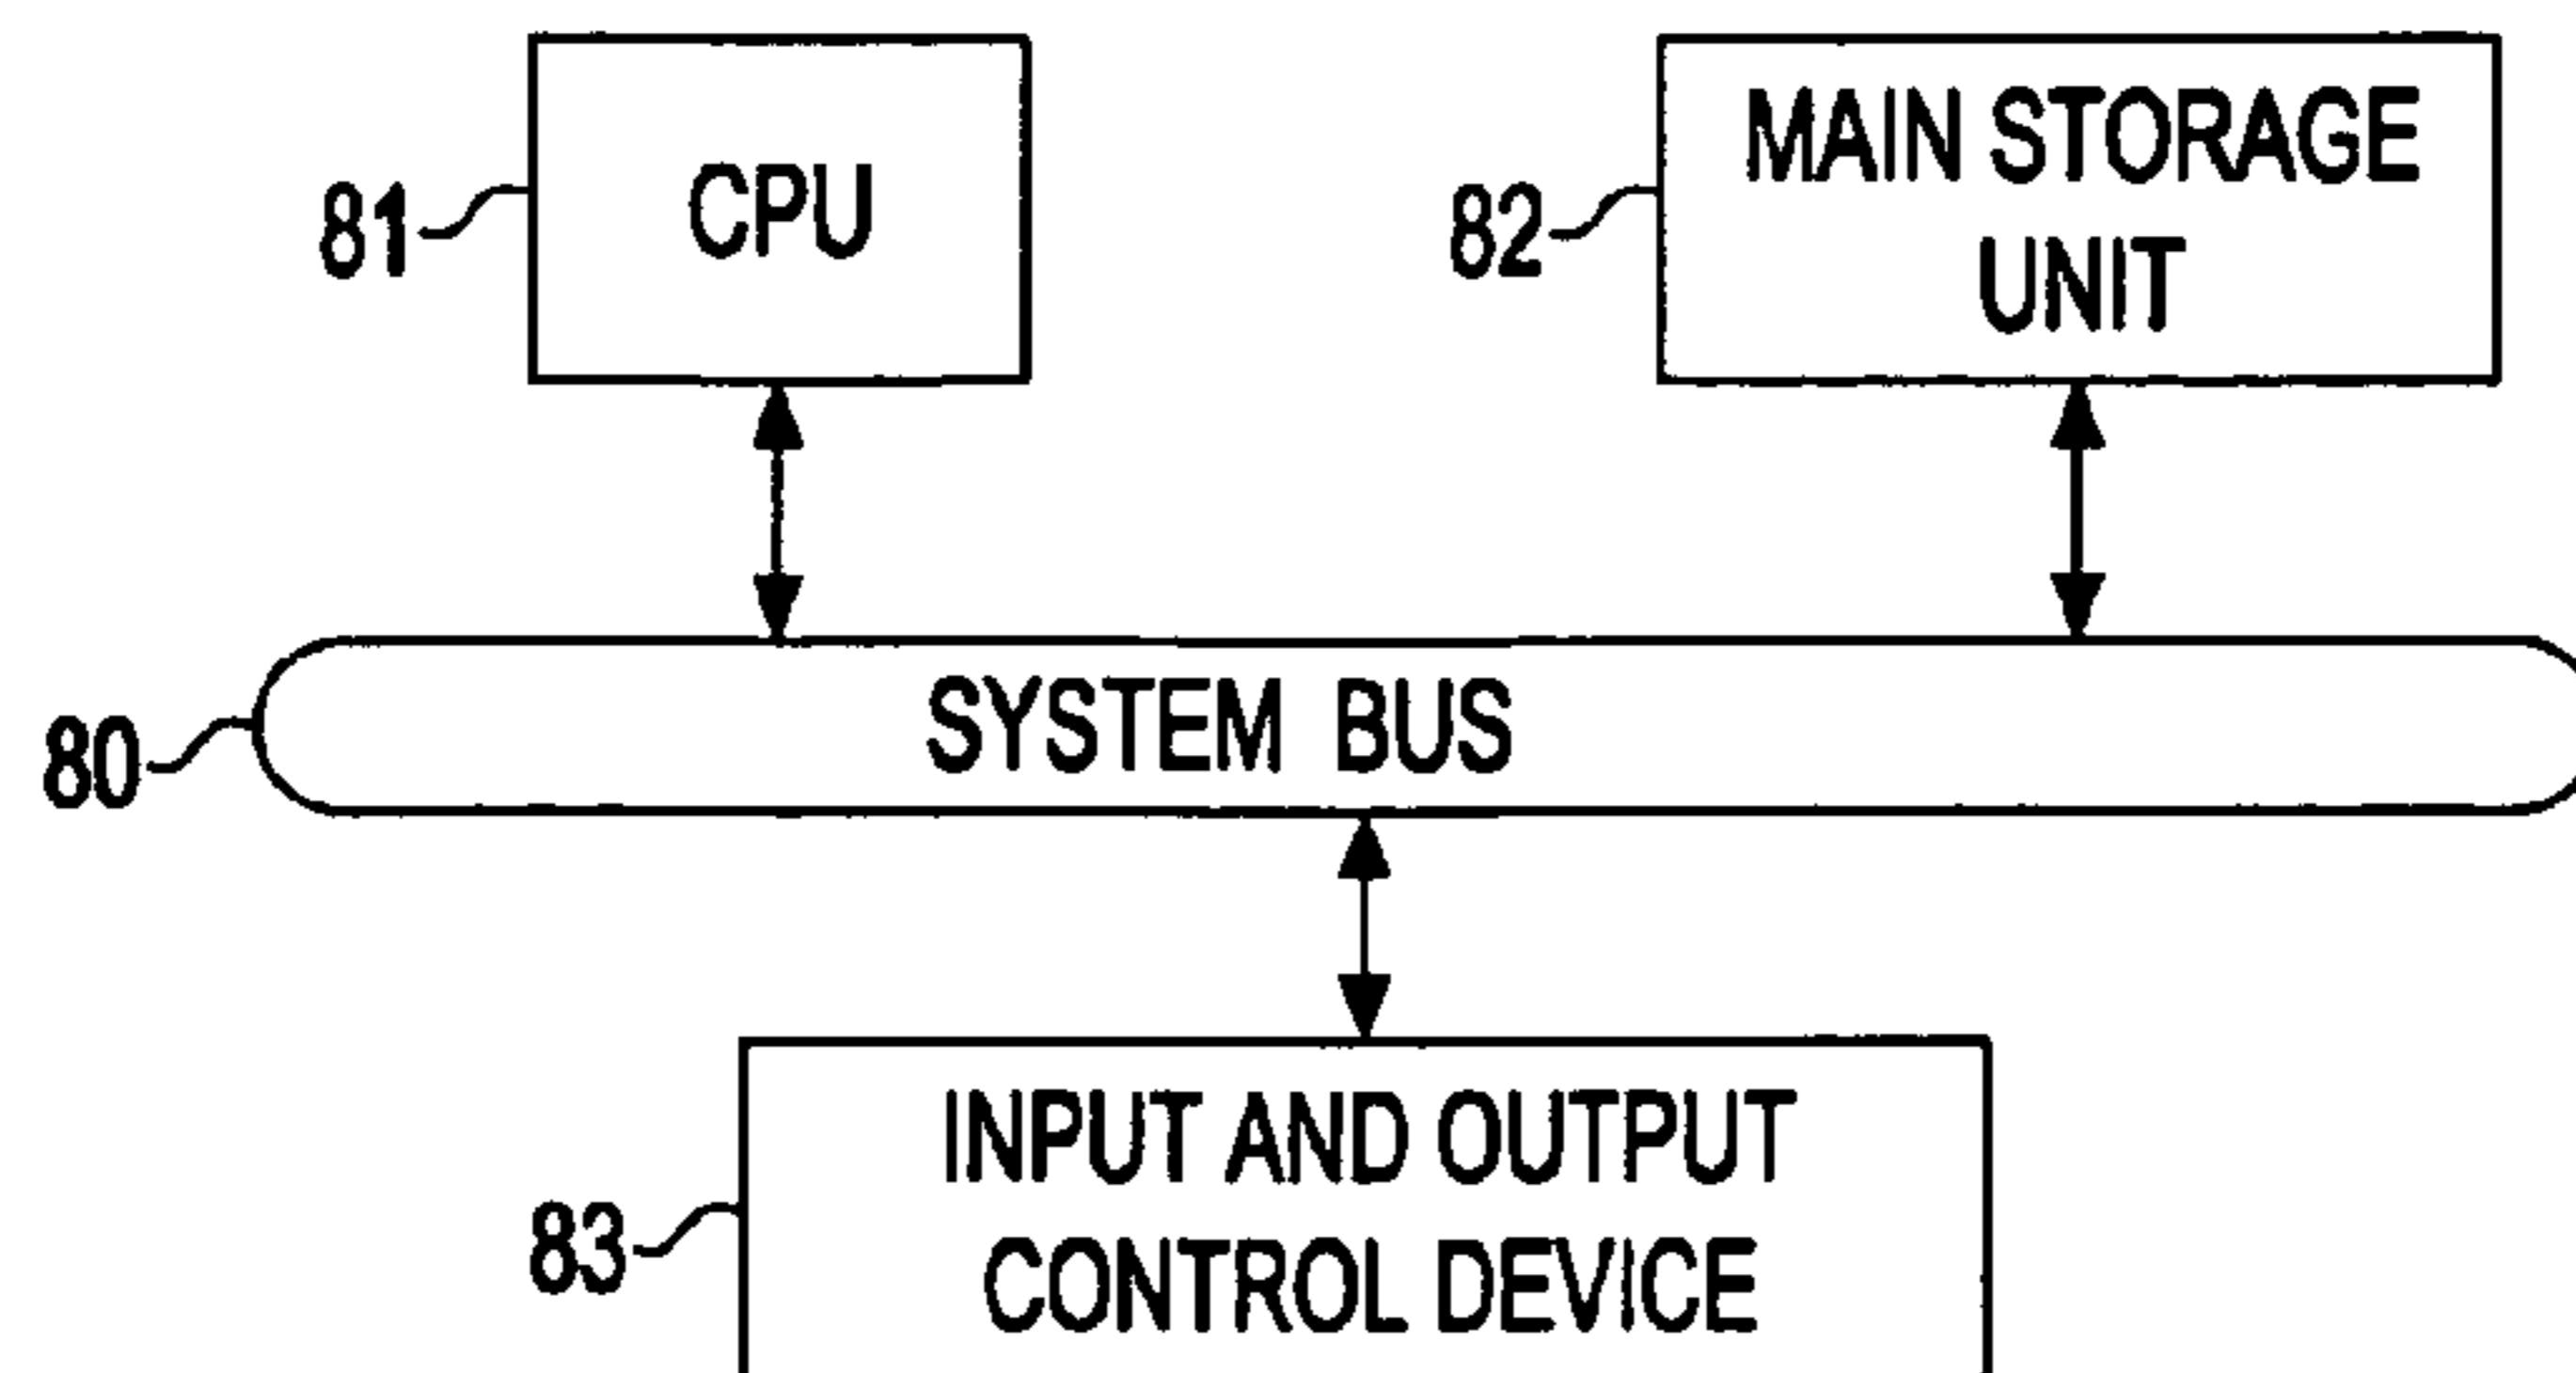 CPU
81
MAIN STORAGE
UNIT
82
SYSTEM BUS
80
INPUT AND OUTPUT
CONTROL DEVICE
83